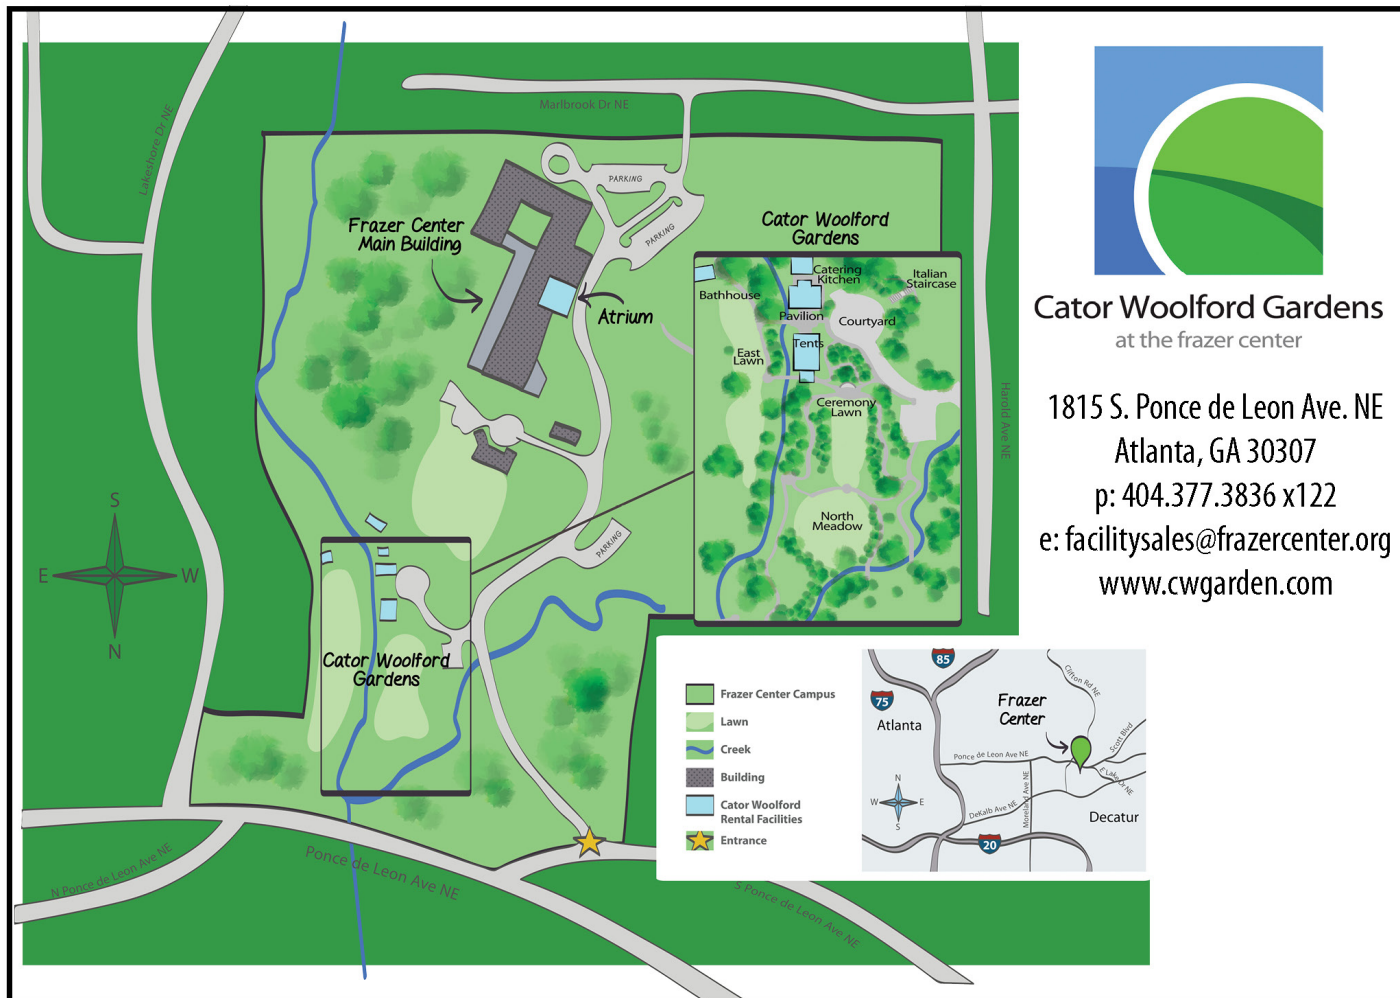 Lakeshore Dr NE
Marlbrook Dr NE
PARKING
PARKING
Frazer Center
Main Building
Atrium
Cator Woolford
Gardens
Catering
Kitchen
Italian
Staircase
Bathhouse
Pavilion
Courtyard
Tents
East
Lawn
Ceremony
Lawn
North
Meadow
Harold Ave NE
S
E
W
N
PARKING
Cator Woolford
Gardens
N Ponce de Leon Ave NE
Ponce de Leon Ave NE
S Ponce de Leon Ave NE
Frazer Center Campus
Lawn
Creek
Building
Cator Woolford
Rental Facilities
Entrance
85
75
Atlanta
Clifton Rd NE
Frazer
Center
Scott Blvd
Ponce de Leon Ave NE
E Lake Dr NE
Moreland Ave NE
DeKalb Ave NE
Decatur
N
W
E
S
20
Cator Woolford Gardens
at the frazer center
1815 S. Ponce de Leon Ave. NE
Atlanta, GA 30307
p: 404.377.3836 x122
e: facilitysales@frazercenter.org
www.cwgarden.com